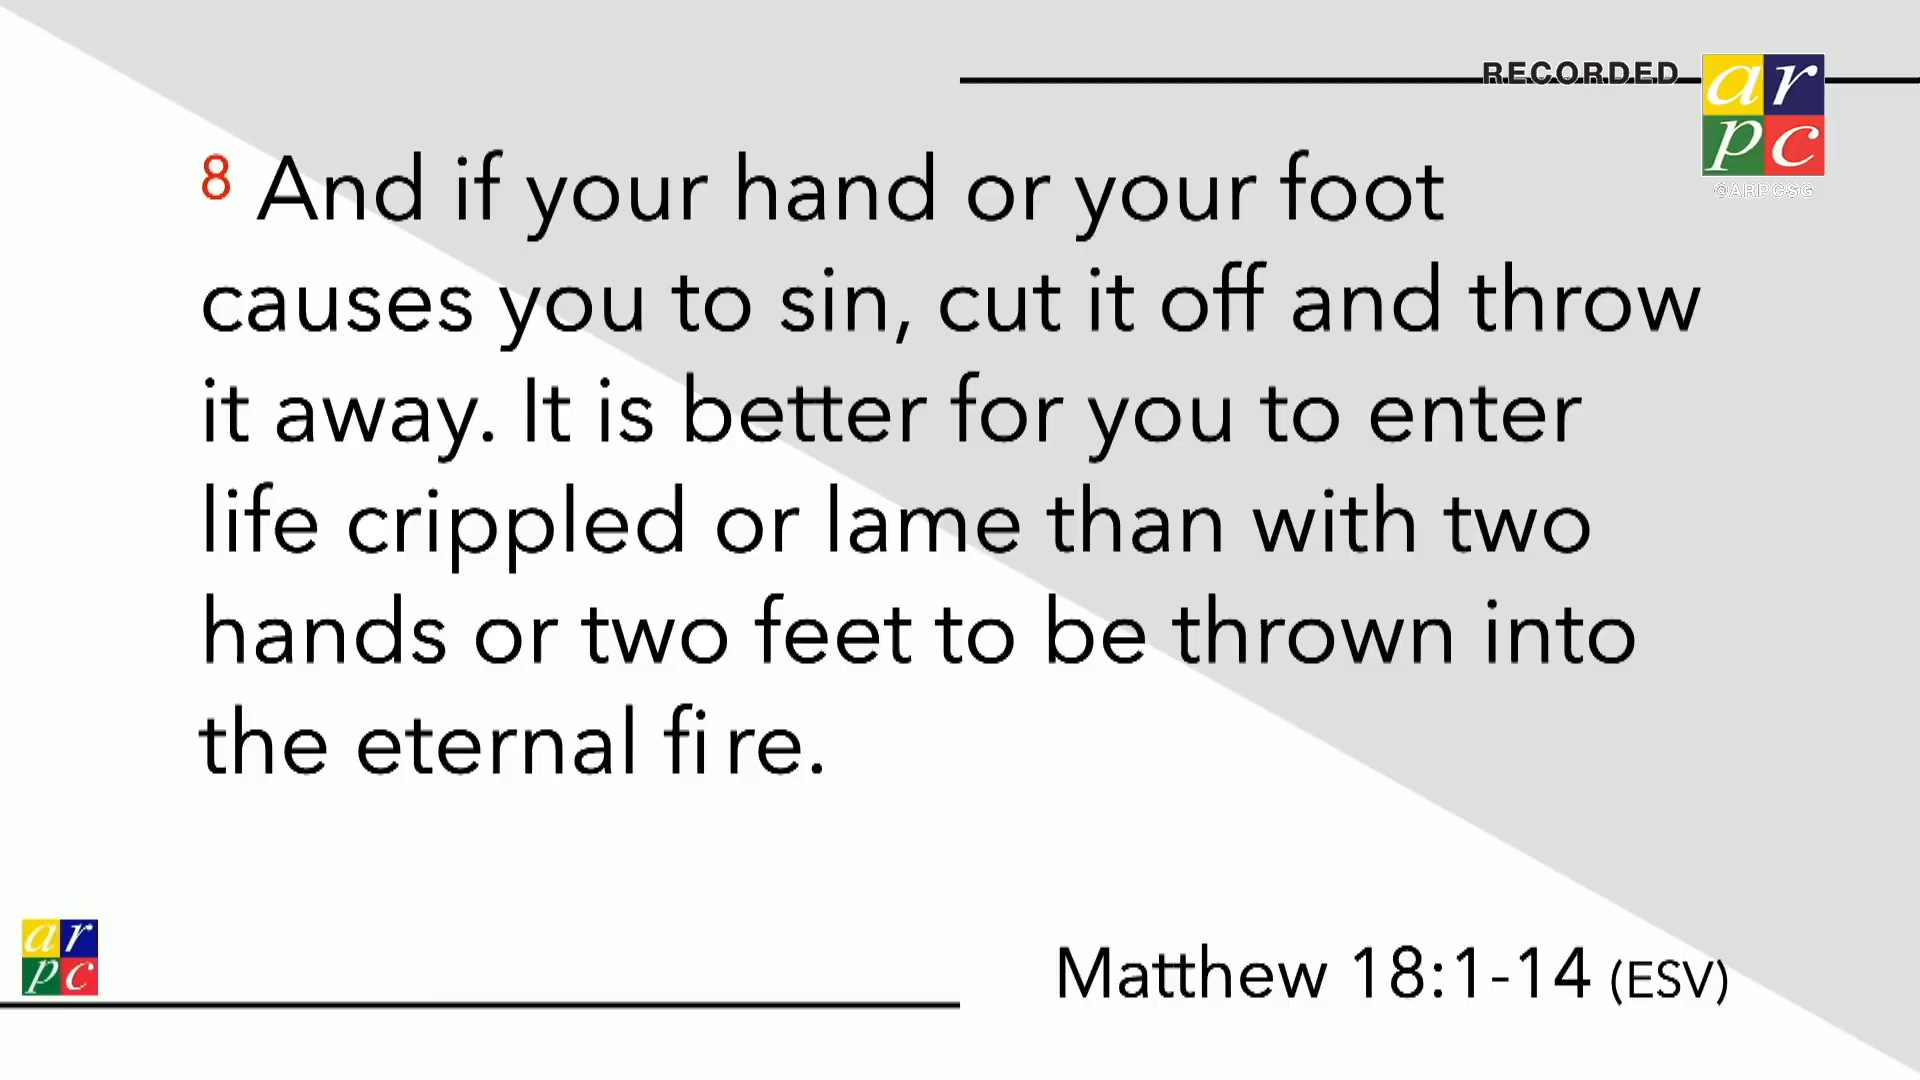 RECORDED
ar
pc
@ARPCSG
8 And if your hand or your foot
causes you to sin, cut it off and throw
it away. It is better for you to enter
life crippled or lame than with two
hands or two feet to be thrown into
the eternal fire.
ar
pc
Matthew 18:1-14 (ESV)